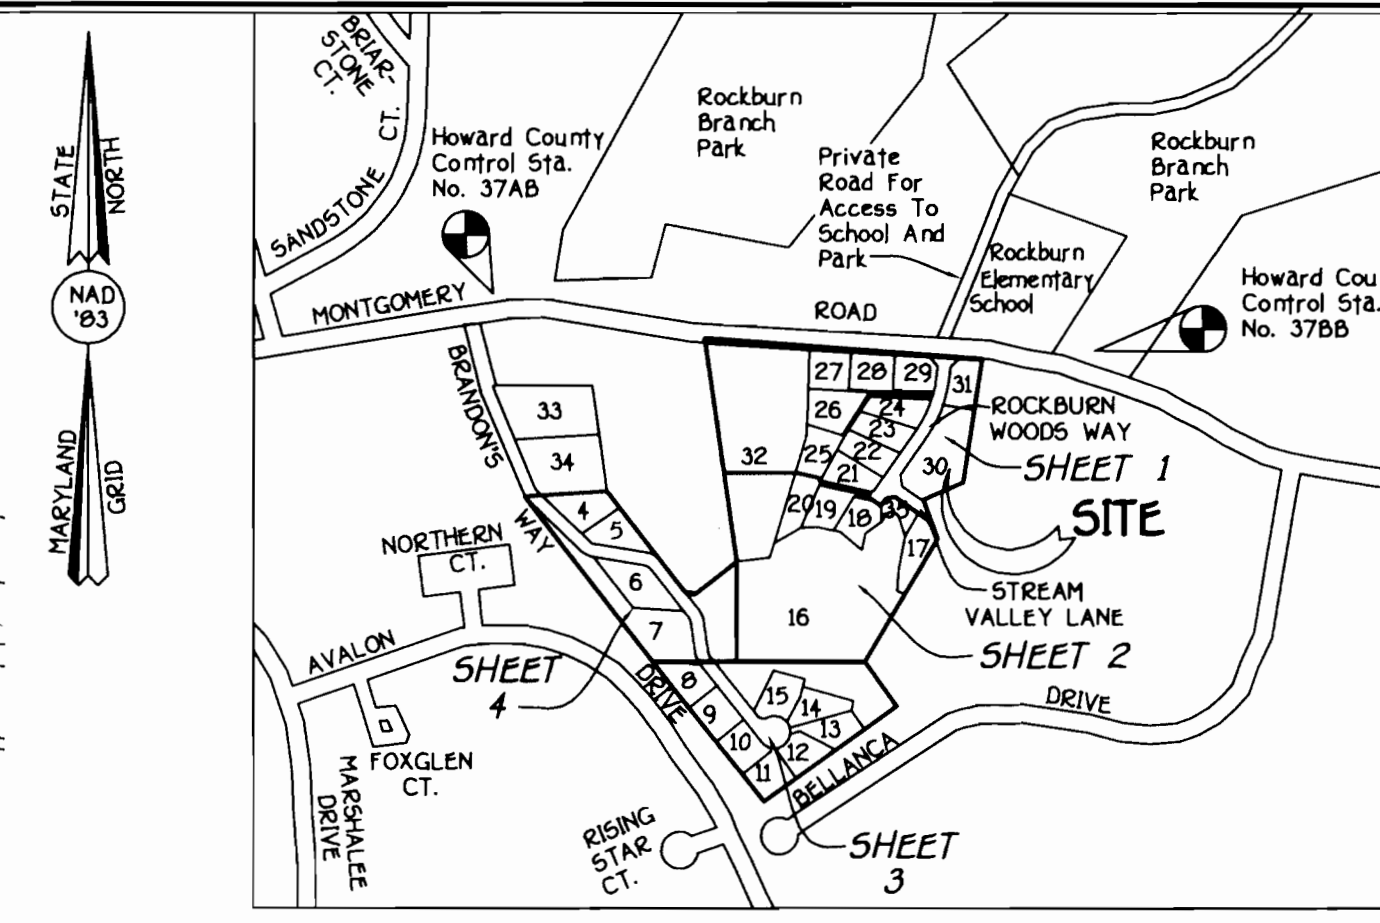 STATE
NORTH
NAD
'83
MARYLAND
GRID
BRIAR-
STONE
CT.
SANDSTONE CT.
Howard County
Control Sta.
No. 37AB
Rockburn
Branch
Park
Private
Road For
Access To
School And
Park
Rockburn
Branch
Park
Rockburn
Elementary
School
Howard Cou
Control Sta.
No. 37BB
MONTGOMERY ROAD
BRANDON'S
WAY
33
34
4
5
6
7
8
9
10
11
12
13
14
15
16
17
18
19
20
21
22
23
24
25
26
27
28
29
30
31
32
35
ROCKBURN
WOODS WAY
SHEET 1
SITE
STREAM
VALLEY LANE
SHEET 2
NORTHERN
CT.
AVALON
DRIVE
SHEET
4
FOXGLEN
CT.
MARSHALEE
DRIVE
RISING
STAR
CT.
BELLANCA
DRIVE
SHEET
3